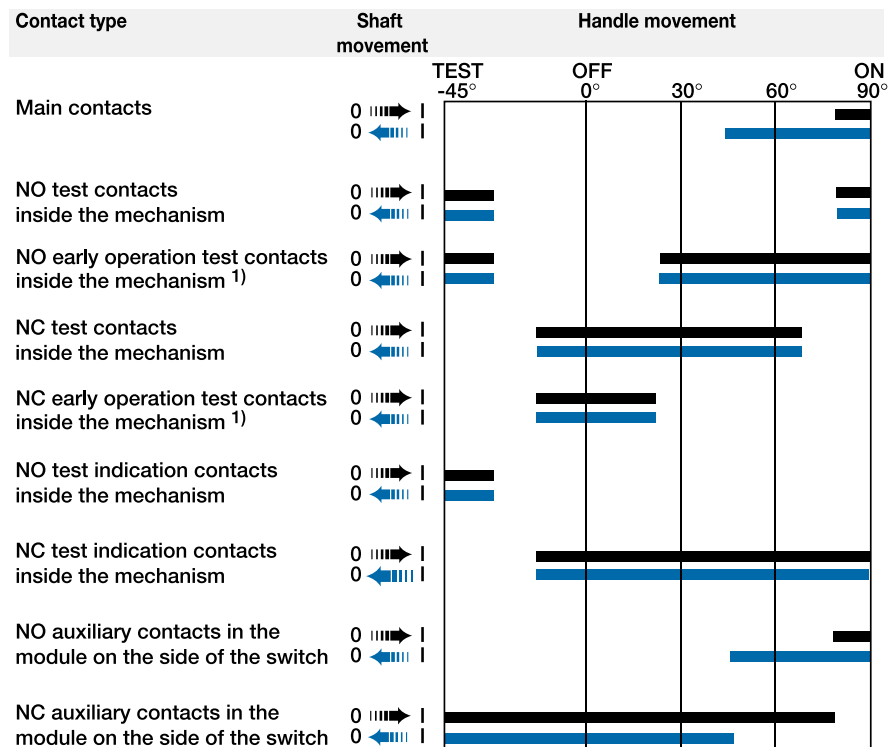 Contact type Shaft movement Handle movement
TEST OFF ON
-45° 0° 30° 60° 90°
Main contacts 0 I
0 I
NO test contacts 0 I
inside the mechanism 0 I
NO early operation test contacts 0 I
inside the mechanism 1) 0 I
NC test contacts 0 I
inside the mechanism 0 I
NC early operation test contacts 0 I
inside the mechanism 1) 0 I
NO test indication contacts 0 I
inside the mechanism 0 I
NC test indication contacts 0 I
inside the mechanism 0 I
NO auxiliary contacts in the 0 I
module on the side of the switch 0 I
NC auxiliary contacts in the 0 I
module on the side of the switch 0 I